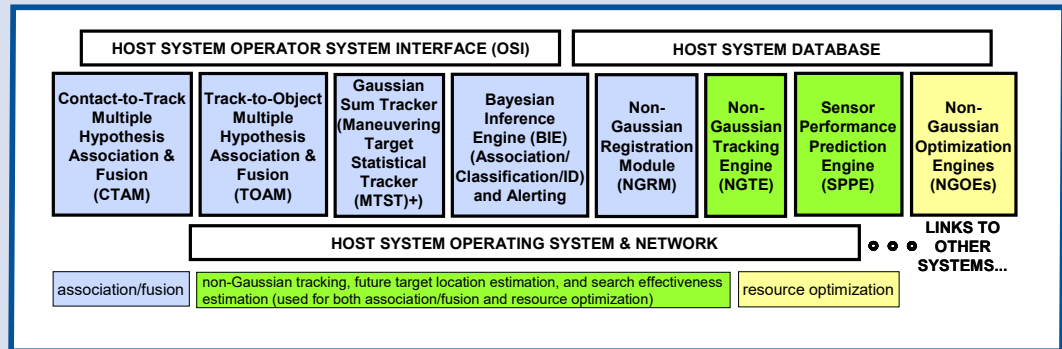 HOST SYSTEM OPERATOR SYSTEM INTERFACE (OSI)
HOST SYSTEM DATABASE
Contact-to-Track
Multiple
Hypothesis
Association &
Fusion
(CTAM)
Track-to-Object
Multiple
Hypothesis
Association &
Fusion
(TOAM)
Gaussian
Sum Tracker
(Maneuvering
Target
Statistical
Tracker
(MTST)+)
Bayesian
Inference
Engine (BIE)
(Association/
Classification/ID)
and Alerting
Non-
Gaussian
Registration
Module
(NGRM)
Non-
Gaussian
Tracking
Engine
(NGTE)
Sensor
Performance
Prediction
Engine
(SPPE)
Non-
Gaussian
Optimization
Engines
(NGOEs)
HOST SYSTEM OPERATING SYSTEM & NETWORK
LINKS TO
OTHER
SYSTEMS...
association/fusion
non-Gaussian tracking, future target location estimation, and search effectiveness
estimation (used for both association/fusion and resource optimization)
resource optimization